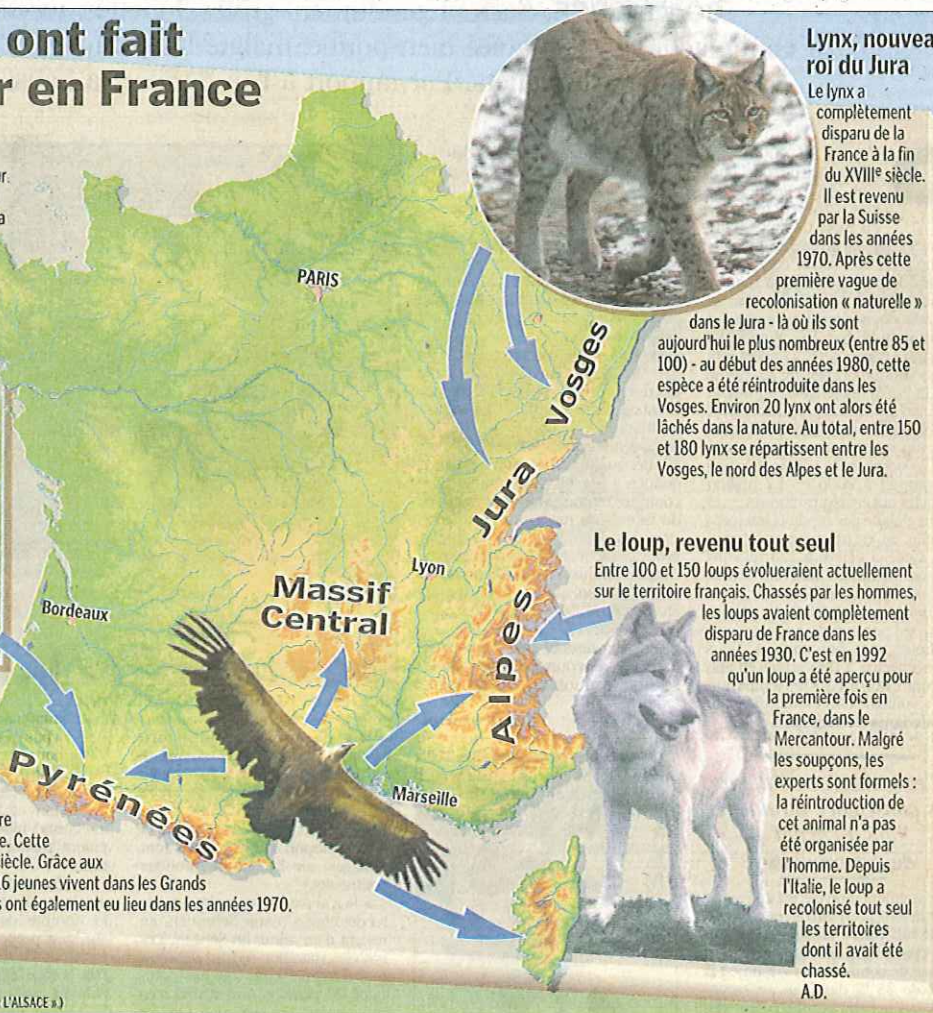 ont fait
r en France
ur.
a
PARIS
Vosges
Jura
Lyon
Massif
Central
Bordeaux
Alpes
Pyrénées
Marseille
re
e. Cette
iècle. Grâce aux
16 jeunes vivent dans les Grands
s ont également eu lieu dans les années 1970.
L'ALSACE ».)
Lynx, nouvea
roi du Jura
Le lynx a
complètement
disparu de la
France à la fin
du XVIIIe siècle.
Il est revenu
par la Suisse
dans les années
1970. Après cette
première vague de
recolonisation « naturelle »
dans le Jura - là où ils sont
aujourd'hui le plus nombreux (entre 85 et
100) - au début des années 1980, cette
espèce a été réintroduite dans les
Vosges. Environ 20 lynx ont alors été
lâchés dans la nature. Au total, entre 150
et 180 lynx se répartissent entre les
Vosges, le nord des Alpes et le Jura.
Le loup, revenu tout seul
Entre 100 et 150 loups évolueraient actuellement
sur le territoire français. Chassés par les hommes,
les loups avaient complètement
disparu de France dans les
années 1930. C'est en 1992
qu'un loup a été aperçu pour
la première fois en
France, dans le
Mercantour. Malgré
les soupçons, les
experts sont formels :
la réintroduction de
cet animal n'a pas
été organisée par
l'homme. Depuis
l'Italie, le loup a
recolonisé tout seul
les territoires
dont il avait été
chassé.
A.D.